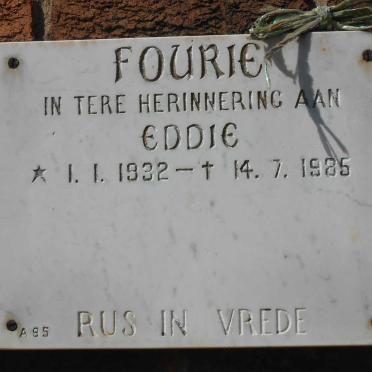 FOURIE
IN TERE HERINNERING AAN
EDDIE
★ 1. 1. 1932 – † 14. 7. 1985
A95 RUS IN VREDE